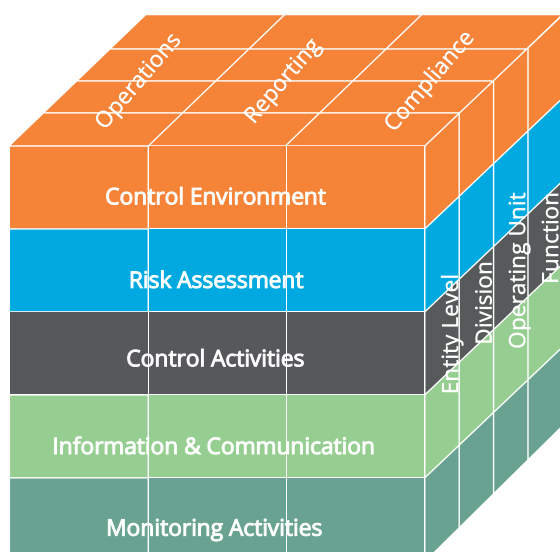 Operations
Reporting
Compliance
Control Environment
Risk Assessment
Control Activities
Information & Communication
Monitoring Activities
Entity Level
Division
Operating Unit
Function